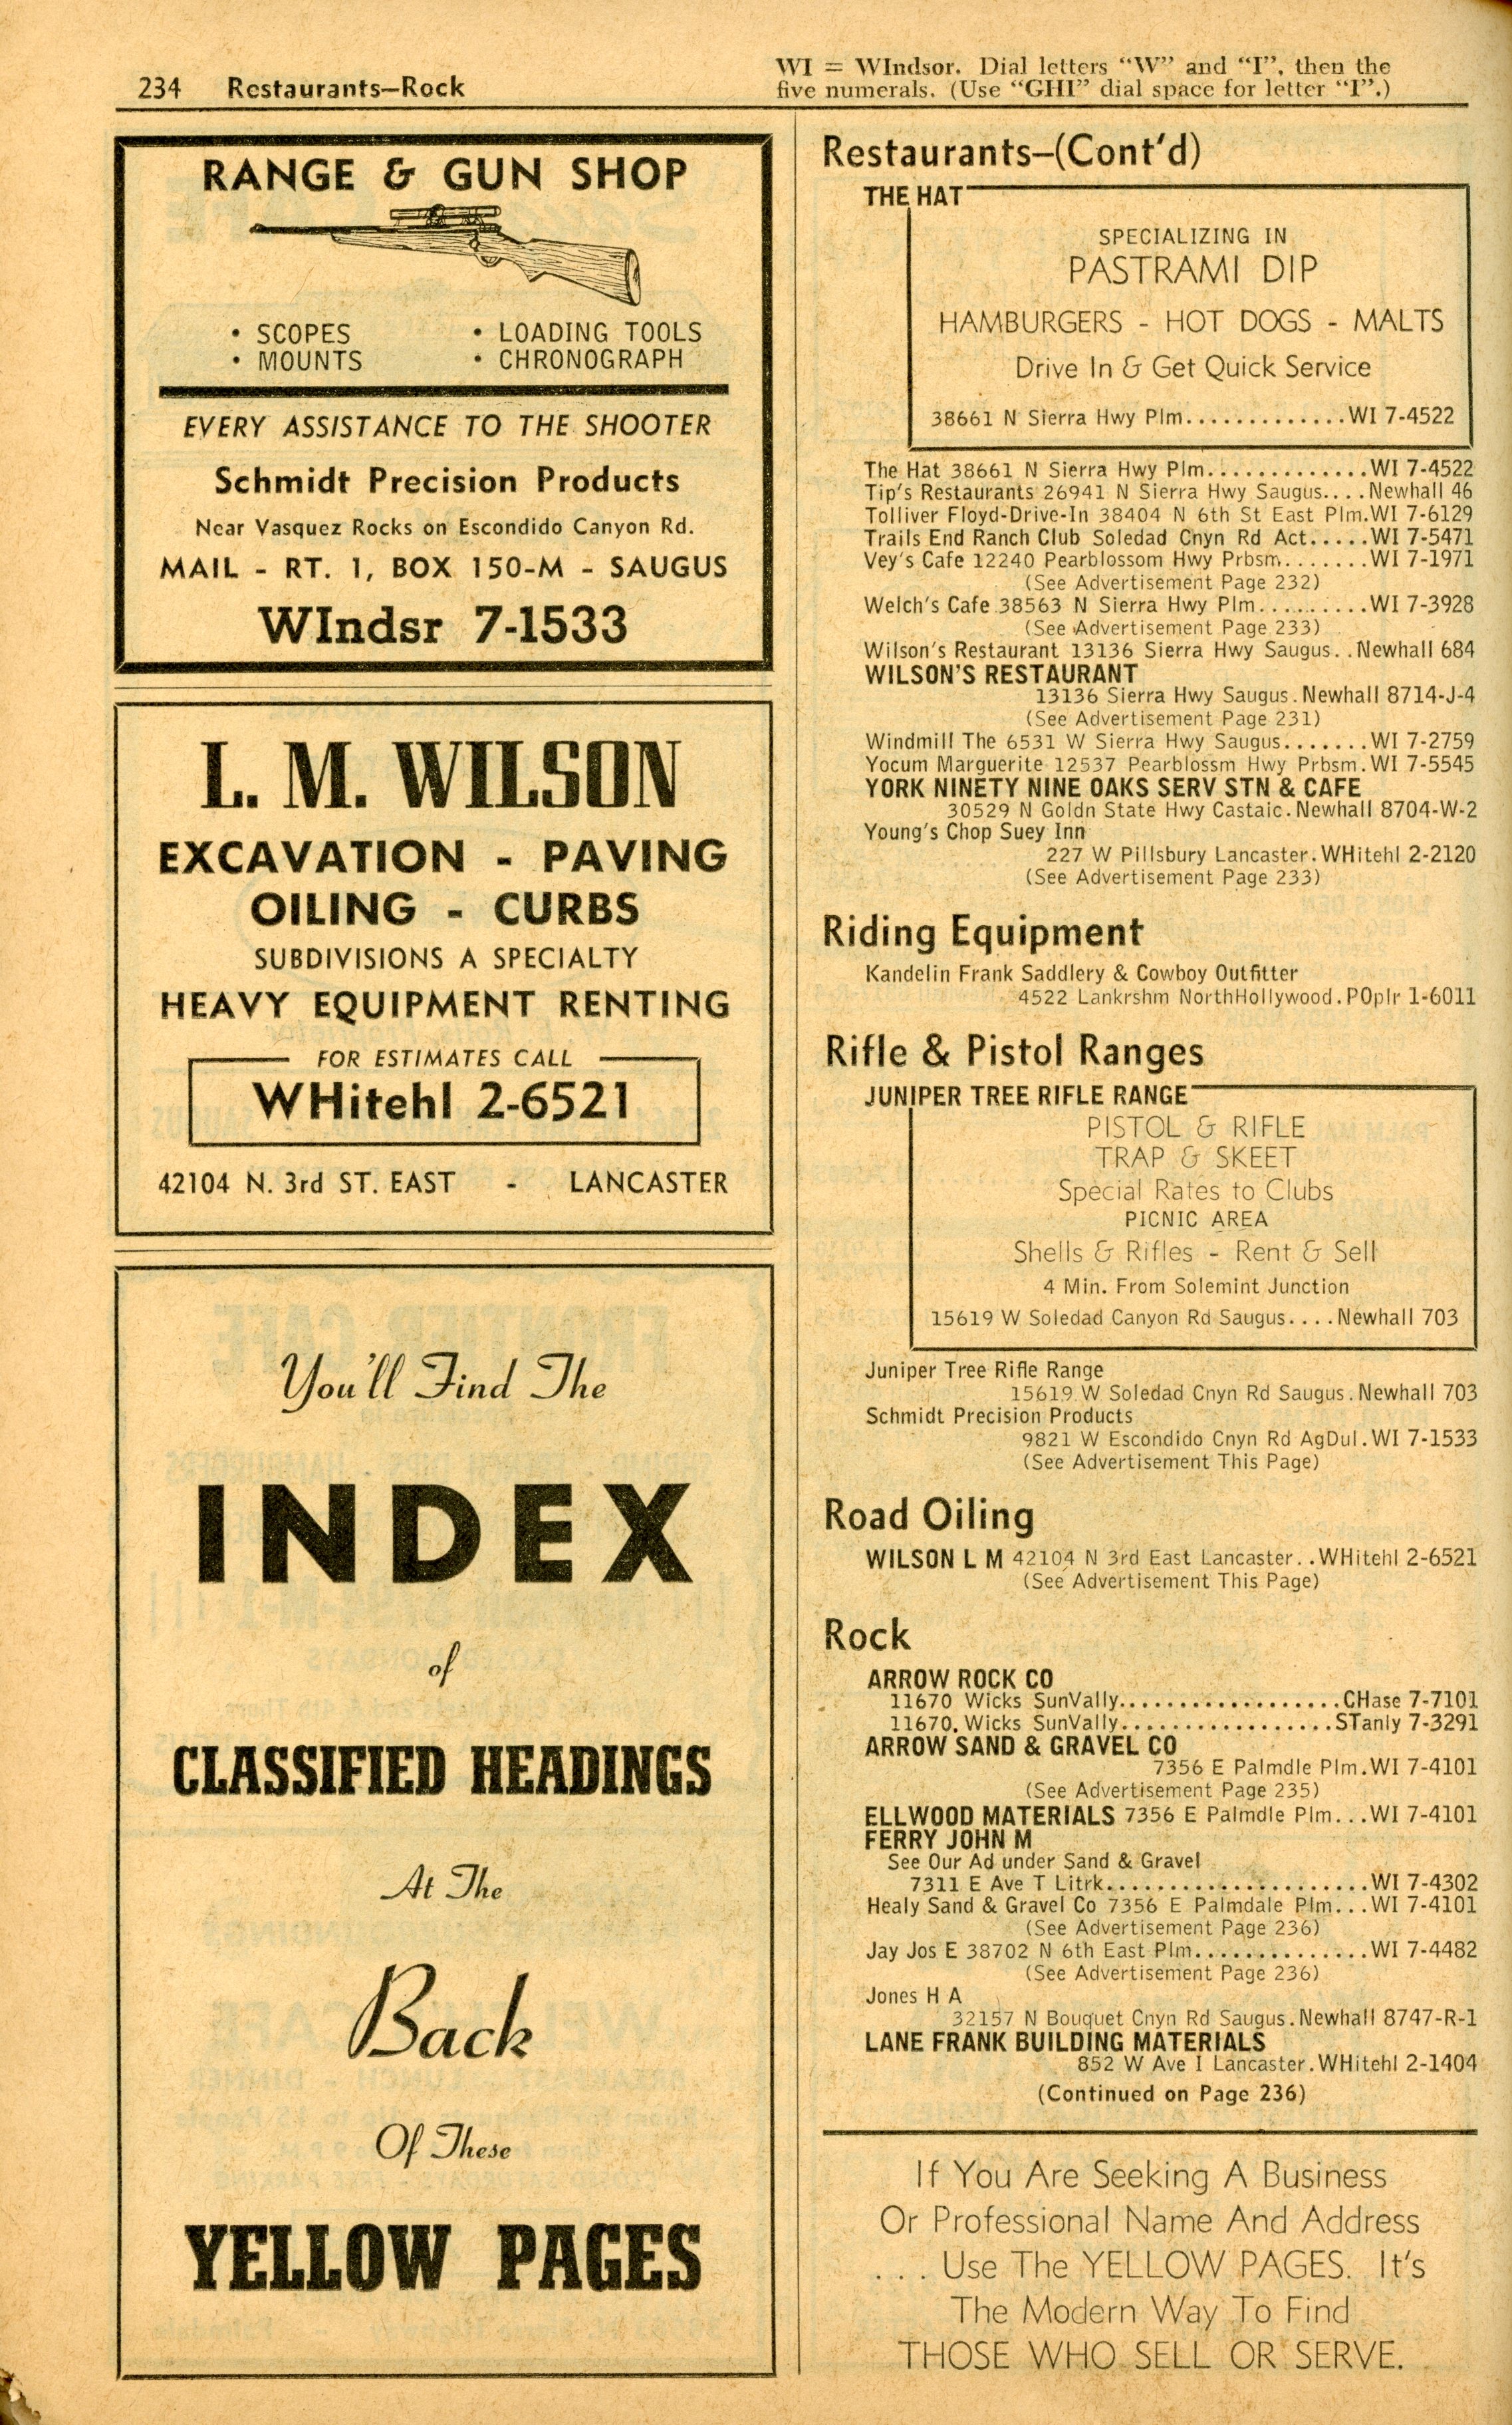 234 Restaurants—Rock
WI = WIndsor. Dial letters "W" and "I", then the
five numerals. (Use "GHI" dial space for letter "I".)
RANGE & GUN SHOP
• SCOPES • LOADING TOOLS
• MOUNTS • CHRONOGRAPH
EVERY ASSISTANCE TO THE SHOOTER
Schmidt Precision Products
Near Vasquez Rocks on Escondido Canyon Rd.
MAIL - RT. 1, BOX 150-M - SAUGUS
WIndsr 7-1533
L. M. WILSON
EXCAVATION - PAVING
OILING - CURBS
SUBDIVISIONS A SPECIALTY
HEAVY EQUIPMENT RENTING
FOR ESTIMATES CALL
WHitehl 2-6521
42104 N. 3rd ST. EAST - LANCASTER
You'll Find The
INDEX
of
CLASSIFIED HEADINGS
At The
Back
Of These
YELLOW PAGES
Restaurants—(Cont'd)
THE HAT
SPECIALIZING IN
PASTRAMI DIP
HAMBURGERS - HOT DOGS - MALTS
Drive In & Get Quick Service
38661 N Sierra Hwy Plm.............WI 7-4522
The Hat 38661 N Sierra Hwy Plm.............WI 7-4522
Tip's Restaurants 26941 N Sierra Hwy Saugus....Newhall 46
Tolliver Floyd-Drive-In 38404 N 6th St East Plm.WI 7-6129
Trails End Ranch Club Soledad Cnyn Rd Act.....WI 7-5471
Vey's Cafe 12240 Pearblossom Hwy Prbsm.......WI 7-1971
(See Advertisement Page 232)
Welch's Cafe 38563 N Sierra Hwy Plm.........WI 7-3928
(See Advertisement Page 233)
Wilson's Restaurant 13136 Sierra Hwy Saugus..Newhall 684
WILSON'S RESTAURANT
13136 Sierra Hwy Saugus.Newhall 8714-J-4
(See Advertisement Page 231)
Windmill The 6531 W Sierra Hwy Saugus.......WI 7-2759
Yocum Marguerite 12537 Pearblossm Hwy Prbsm.WI 7-5545
YORK NINETY NINE OAKS SERV STN & CAFE
30529 N Goldn State Hwy Castaic.Newhall 8704-W-2
Young's Chop Suey Inn
227 W Pillsbury Lancaster.WHitehl 2-2120
(See Advertisement Page 233)
Riding Equipment
Kandelin Frank Saddlery & Cowboy Outfitter
4522 Lankrshm NorthHollywood.POplr 1-6011
Rifle & Pistol Ranges
JUNIPER TREE RIFLE RANGE
PISTOL & RIFLE
TRAP & SKEET
Special Rates to Clubs
PICNIC AREA
Shells & Rifles - Rent & Sell
4 Min. From Solemint Junction
15619 W Soledad Canyon Rd Saugus....Newhall 703
Juniper Tree Rifle Range
15619 W Soledad Cnyn Rd Saugus.Newhall 703
Schmidt Precision Products
9821 W Escondido Cnyn Rd AgDul.WI 7-1533
(See Advertisement This Page)
Road Oiling
WILSON L M 42104 N 3rd East Lancaster..WHitehl 2-6521
(See Advertisement This Page)
Rock
ARROW ROCK CO
11670 Wicks SunVally...................CHase 7-7101
11670 Wicks SunVally..................STanly 7-3291
ARROW SAND & GRAVEL CO
7356 E Palmdle Plm.WI 7-4101
(See Advertisement Page 235)
ELLWOOD MATERIALS 7356 E Palmdle Plm...WI 7-4101
FERRY JOHN M
See Our Ad under Sand & Gravel
7311 E Ave T Litrk......................WI 7-4302
Healy Sand & Gravel Co 7356 E Palmdale Plm...WI 7-4101
(See Advertisement Page 236)
Jay Jos E 38702 N 6th East Plm...............WI 7-4482
(See Advertisement Page 236)
Jones H A
32157 N Bouquet Cnyn Rd Saugus.Newhall 8747-R-1
LANE FRANK BUILDING MATERIALS
852 W Ave I Lancaster.WHitehl 2-1404
(Continued on Page 236)
If You Are Seeking A Business
Or Professional Name And Address
. . . Use The YELLOW PAGES. It's
The Modern Way To Find
THOSE WHO SELL OR SERVE.